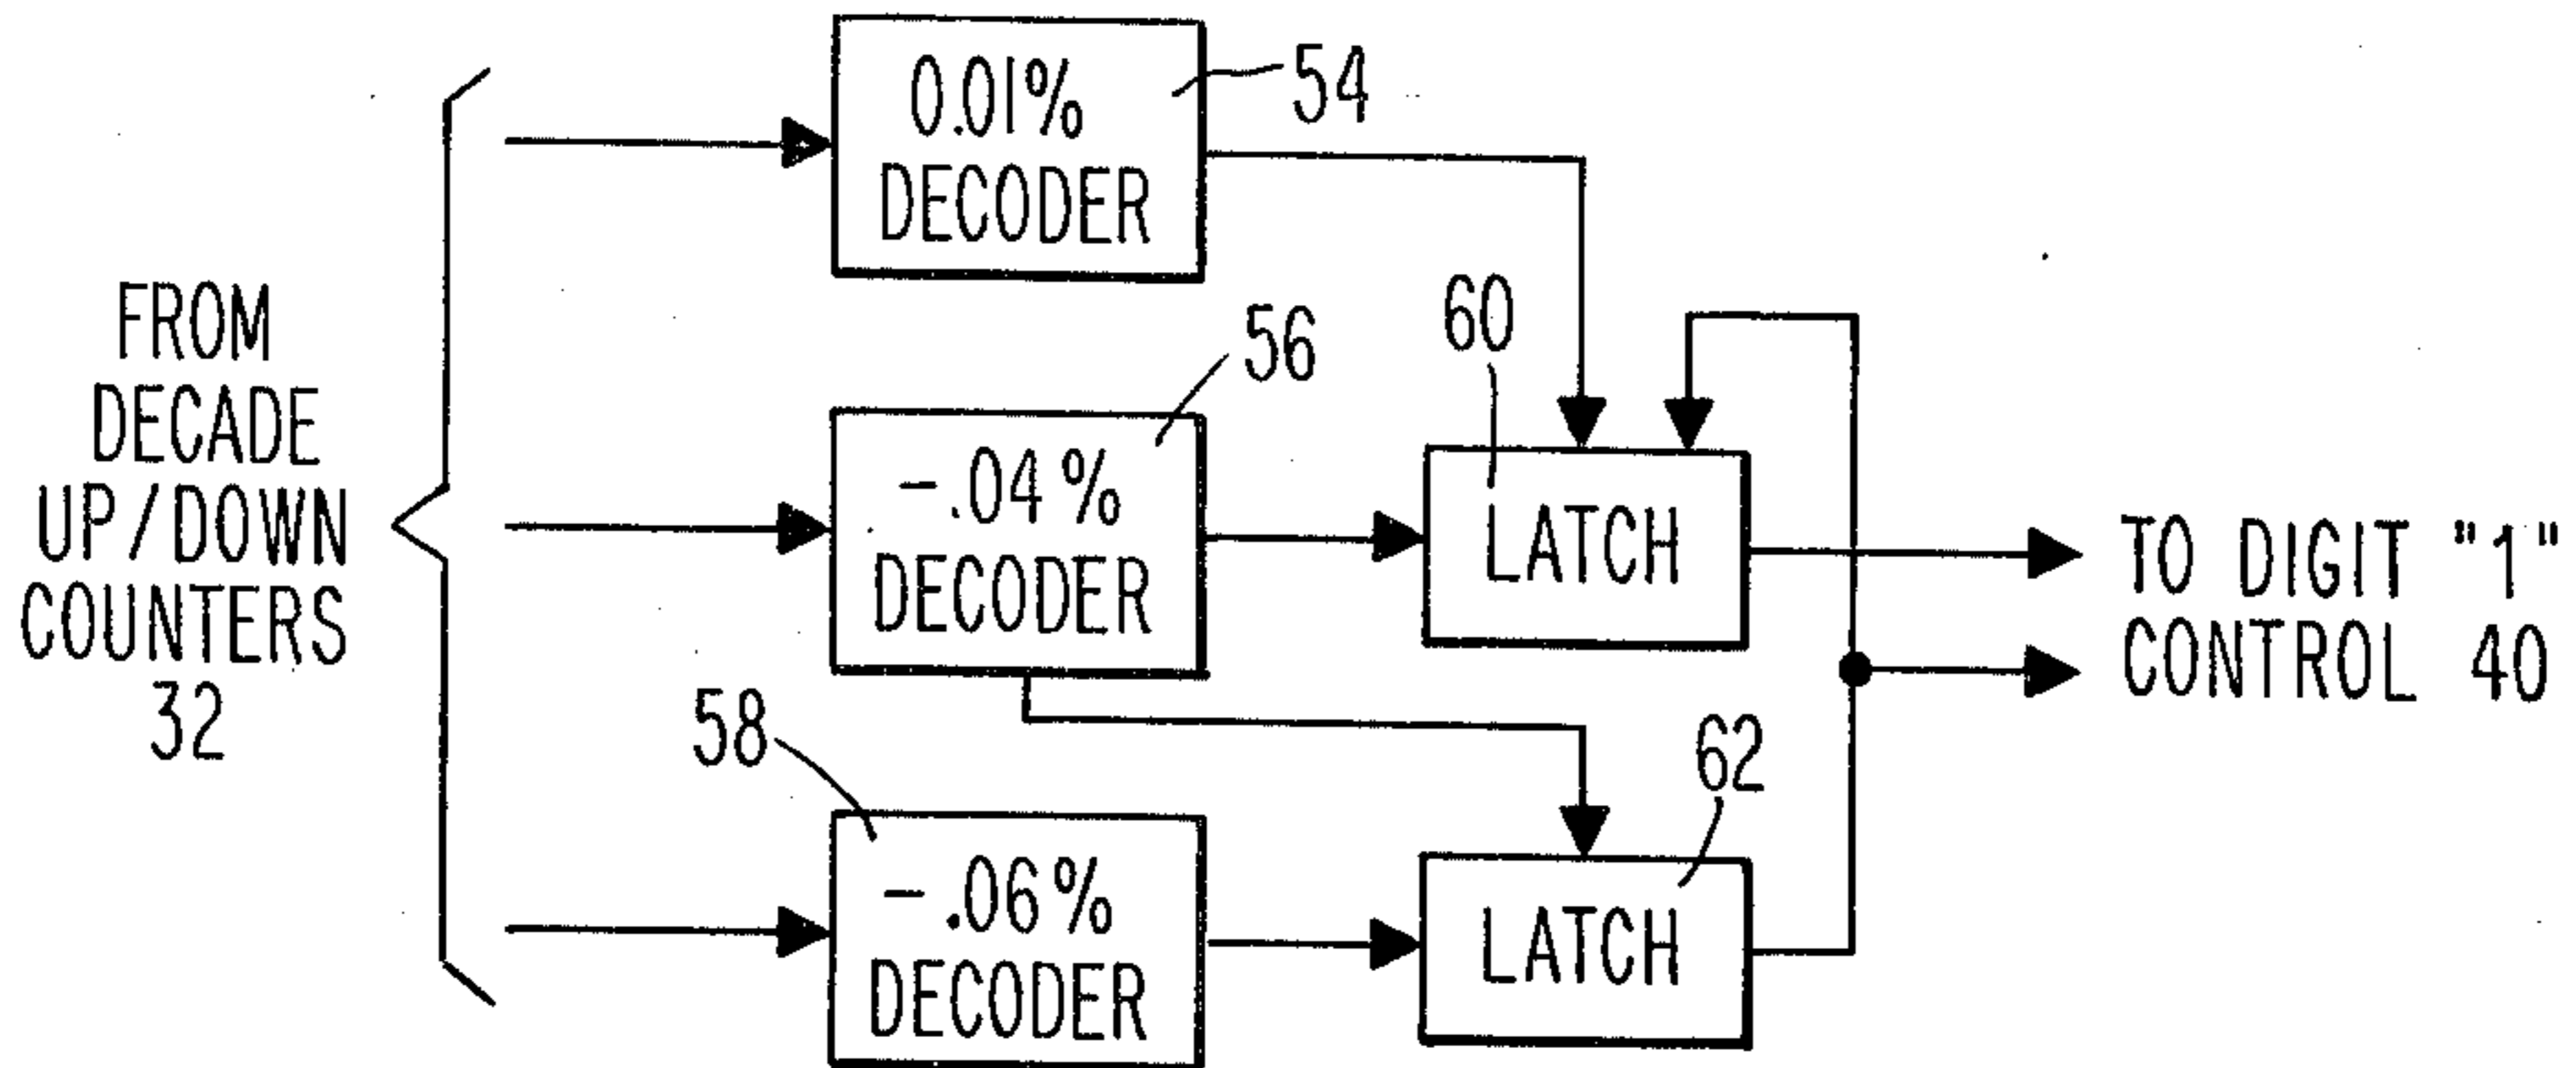 FROM
DECADE
UP/DOWN
COUNTERS
32
0.01%
DECODER
54
-.04%
DECODER
56
-.06%
DECODER
58
60
LATCH
62
LATCH
TO DIGIT "1"
CONTROL 40